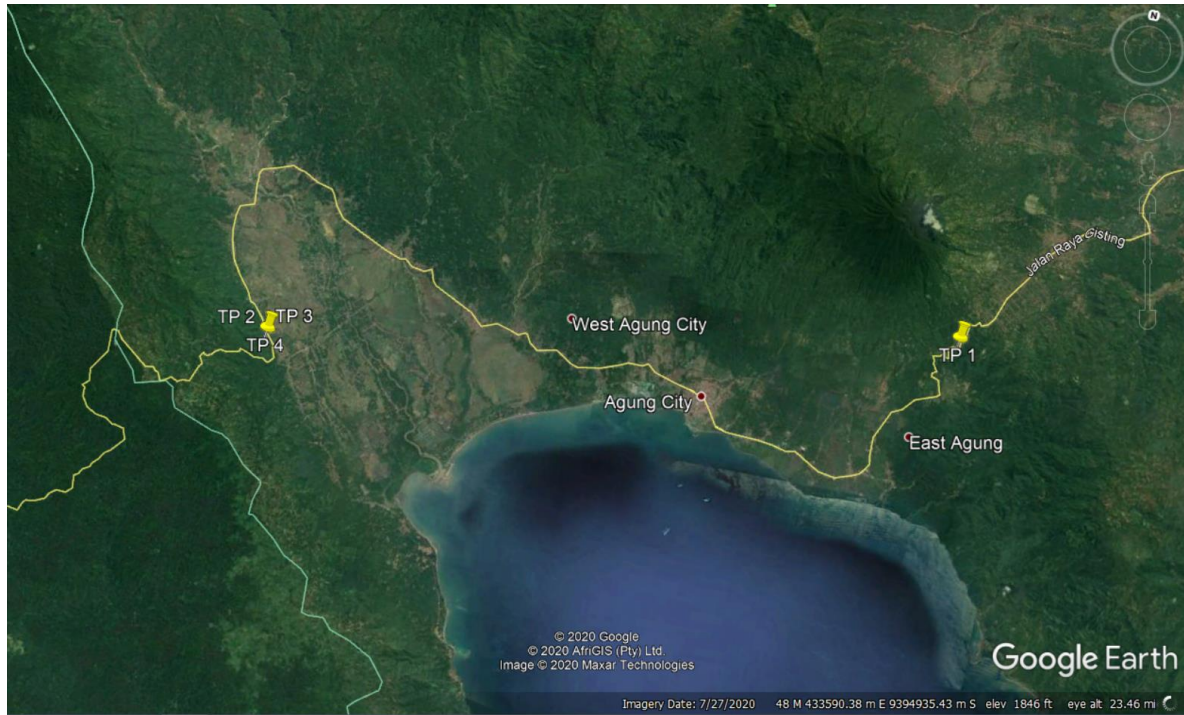 N
Jalan Raya Gisting
TP 2
TP 3
TP 4
West Agung City
TP 1
Agung City
East Agung
© 2020 Google
© 2020 AfriGIS (Pty) Ltd.
Image © 2020 Maxar Technologies
Google Earth
Imagery Date: 7/27/2020 48 M 433590.38 m E 9394935.43 m S elev 1846 ft eye alt 23.46 mi